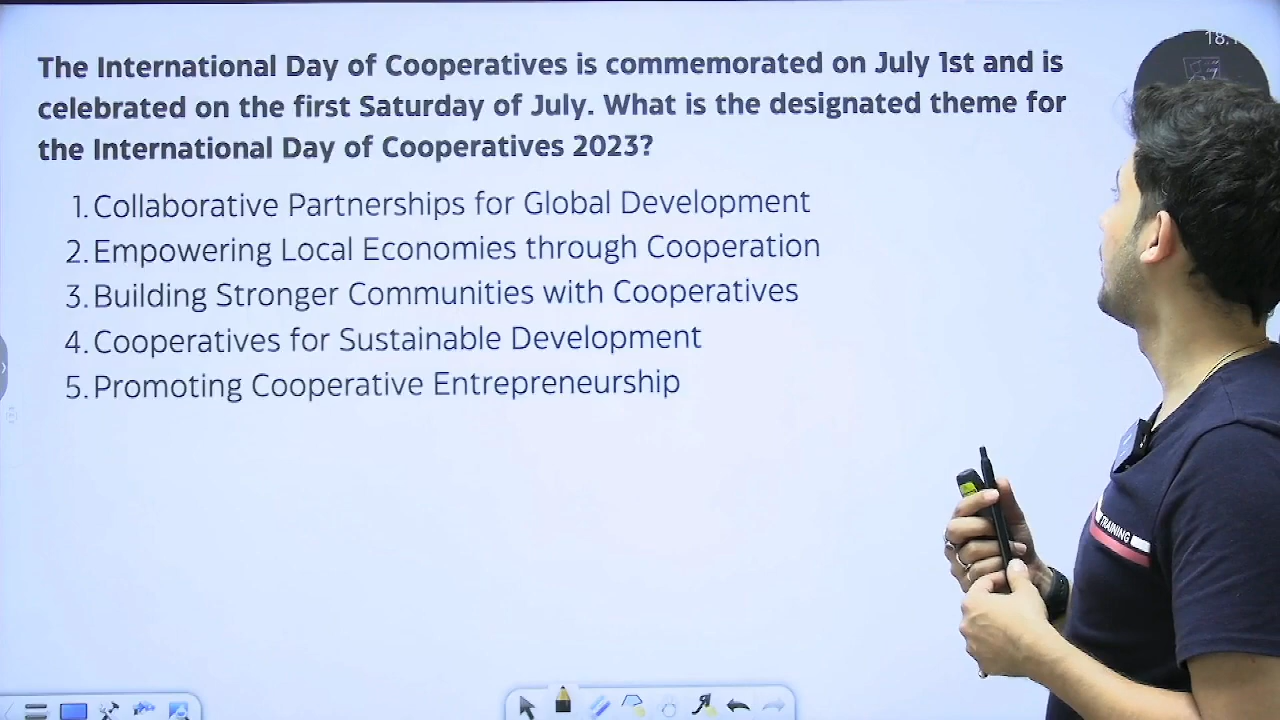 The International Day of Cooperatives is commemorated on July 1st and is
celebrated on the first Saturday of July. What is the designated theme for
the International Day of Cooperatives 2023?
1. Collaborative Partnerships for Global Development
2. Empowering Local Economies through Cooperation
3. Building Stronger Communities with Cooperatives
4. Cooperatives for Sustainable Development
5. Promoting Cooperative Entrepreneurship
TRAINING